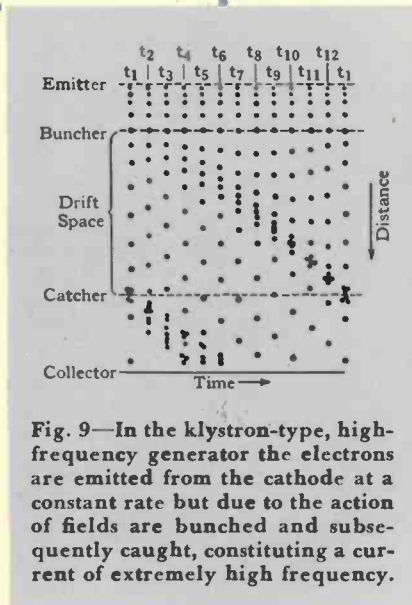 t2 t4 t6 t8 t10 t12
t1 t3 t5 t7 t9 t11 t1
Emitter
Buncher
Drift
Space
Distance
Catcher
Collector
Time
Fig. 9—In the klystron-type, high-
frequency generator the electrons
are emitted from the cathode at a
constant rate but due to the action
of fields are bunched and subse-
quently caught, constituting a cur-
rent of extremely high frequency.